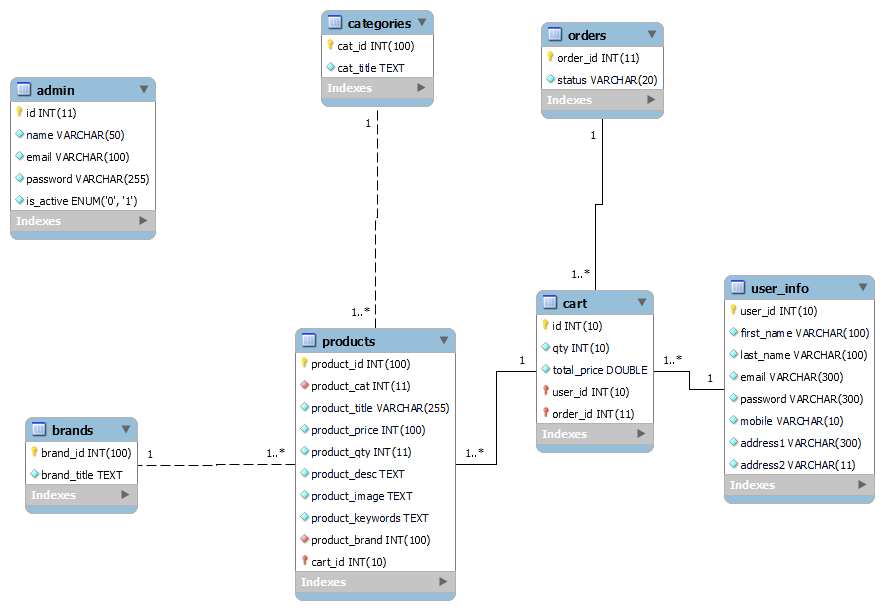 categories
cat_id INT(100)
cat_title TEXT
Indexes
orders
order_id INT(11)
status VARCHAR(20)
Indexes
admin
id INT(11)
name VARCHAR(50)
email VARCHAR(100)
password VARCHAR(255)
is_active ENUM('0', '1')
Indexes
1
1..*
1
1..*
products
product_id INT(100)
product_cat INT(11)
product_title VARCHAR(255)
product_price INT(100)
product_qty INT(11)
product_desc TEXT
product_image TEXT
product_keywords TEXT
product_brand INT(100)
cart_id INT(10)
Indexes
cart
id INT(10)
qty INT(10)
total_price DOUBLE
user_id INT(10)
order_id INT(11)
Indexes
user_info
user_id INT(10)
first_name VARCHAR(100)
last_name VARCHAR(100)
email VARCHAR(300)
password VARCHAR(300)
mobile VARCHAR(10)
address1 VARCHAR(300)
address2 VARCHAR(11)
Indexes
1
1..*
1..*
1
brands
brand_id INT(100)
brand_title TEXT
Indexes
1
1..*